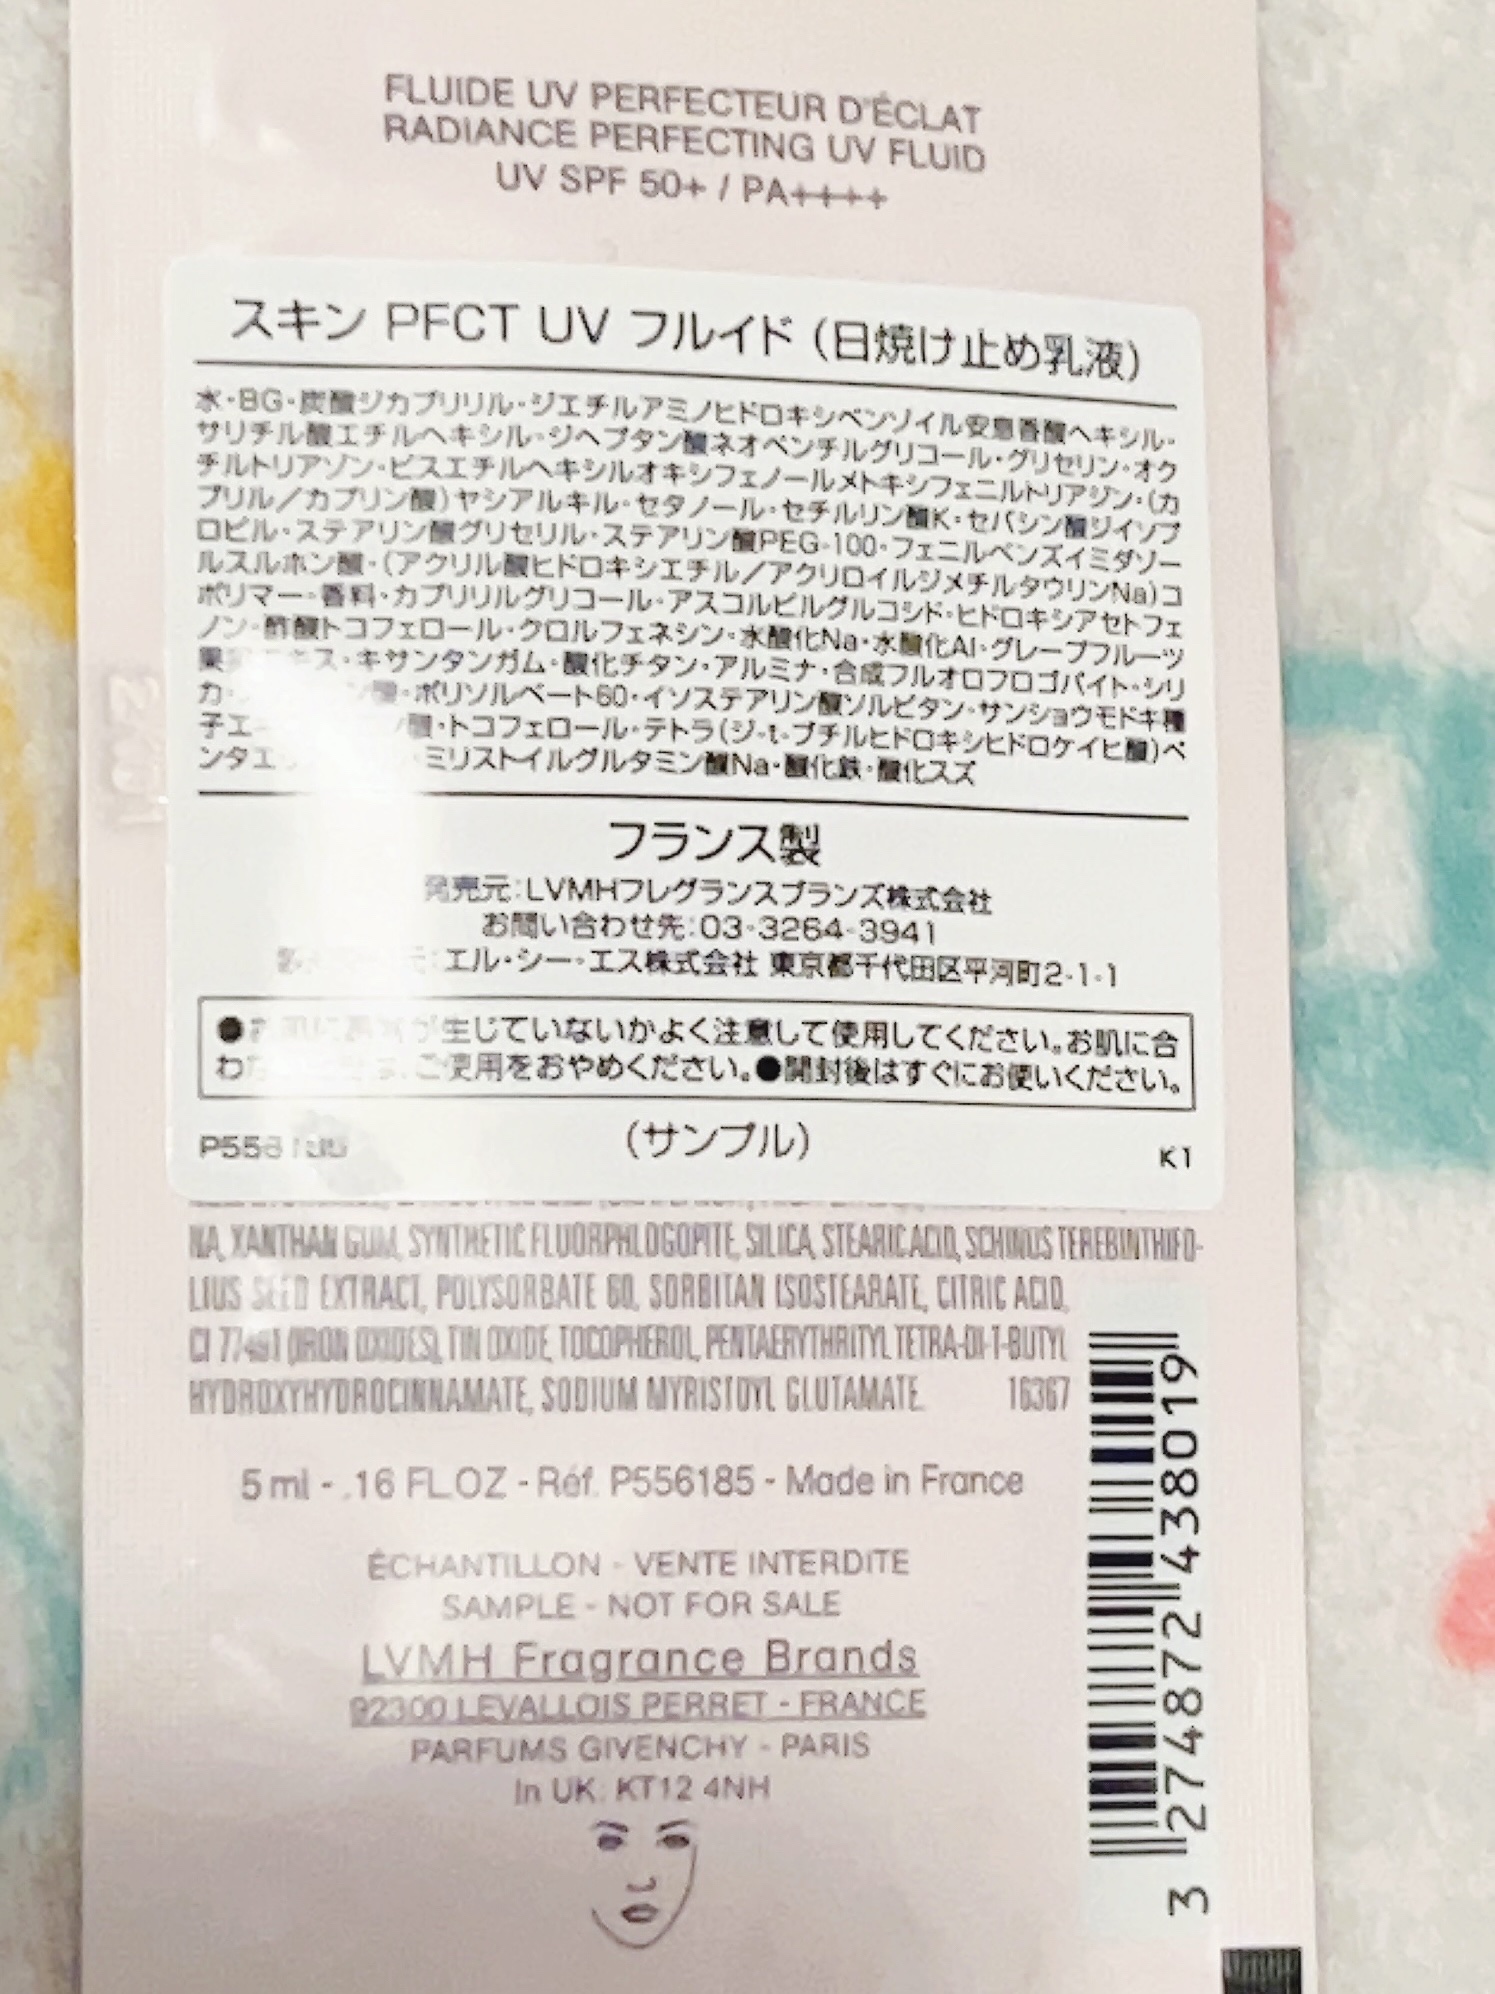 FLUIDE UV PERFECTEUR D'ÉCLAT
RADIANCE PERFECTING UV FLUID
UV SPF 50+ / PA++++
スキン PFCT UV フルイド (日焼け止め乳液)
水・BG・炭酸ジカプリリル・ジエチルアミノヒドロキシベンゾイル安息香酸ヘキシル・
サリチル酸エチルヘキシル・ジヘプタン酸ネオペンチルグリコール・グリセリン・オク
チルトリアゾン・ビスエチルヘキシルオキシフェノールメトキシフェニルトリアジン・(カ
プリル/カプリン酸)ヤシアルキル・セタノール・セチルリン酸K・セバシン酸ジイソプ
ロピル・ステアリン酸グリセリル・ステアリン酸PEG-100・フェニルベンズイミダゾー
ルスルホン酸・(アクリル酸ヒドロキシエチル/アクリロイルジメチルタウリンNa)コ
ポリマー・香料・カプリリルグリコール・アスコルビルグルコシド・ヒドロキシアセトフェ
ノン・酢酸トコフェロール・クロルフェネシン・水酸化Na・水酸化Al・グレープフルーツ
果 キス・キサンタンガム・酸化チタン・アルミナ・合成フルオロフロゴパイト・シリ
カ・ ン酸・ポリソルベート60・イソステアリン酸ソルビタン・サンショウモドキ種
子エ 酸・トコフェロール・テトラ(ジ-t-ブチルヒドロキシヒドロケイヒ酸)ペ
ンタエ ミリストイルグルタミン酸Na・酸化鉄・酸化スズ
フランス製
発売元:LVMHフレグランスブランズ株式会社
お問い合わせ先:03-3264-3941
元:エル・シー・エス株式会社 東京都千代田区平河町2-1-1
● が生じていないかよく注意して使用してください。お肌に合
わな ご使用をおやめください。●開封後はすぐにお使いください。
(サンプル)
K1
NA, XANTHAN GUM, SYNTHETIC FLUORPHLOGOPITE, SILICA, STEARIC ACID, SCHINUS TEREBINTHIFO-
LIUS SEED EXTRACT, POLYSORBATE 60, SORBITAN ISOSTEARATE, CITRIC ACID,
CI 77491 (IRON OXIDES), TIN OXIDE, TOCOPHEROL, PENTAERYTHRITYL TETRA-DI-T-BUTYL
HYDROXYHYDROCINNAMATE, SODIUM MYRISTOYL GLUTAMATE. 16367
5 ml - .16 FL.OZ - Réf. P556185 - Made in France
ÉCHANTILLON - VENTE INTERDITE
SAMPLE - NOT FOR SALE
LVMH Fragrance Brands
92300 LEVALLOIS PERRET - FRANCE
PARFUMS GIVENCHY - PARIS
In UK: KT12 4NH
3 274872 438019